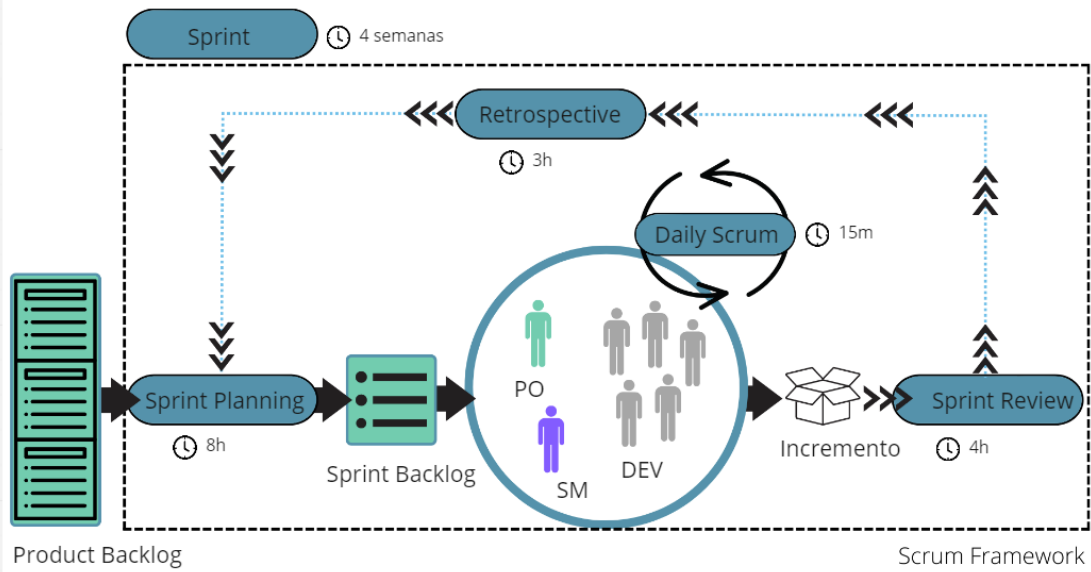 Sprint
4 semanas
Retrospective
3h
Daily Scrum
15m
PO
SM
DEV
Sprint Planning
8h
Sprint Backlog
Incremento
Sprint Review
4h
Product Backlog
Scrum Framework